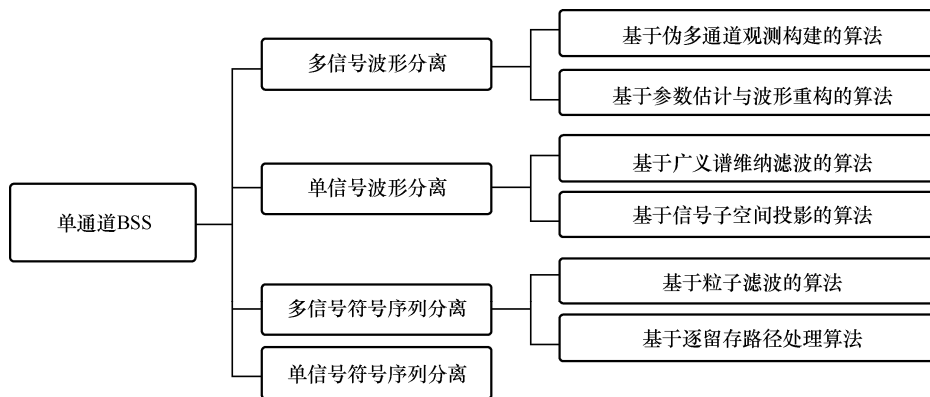 单通道BSS
多信号波形分离
基于伪多通道观测构建的算法
基于参数估计与波形重构的算法
单信号波形分离
基于广义谱维纳滤波的算法
基于信号子空间投影的算法
多信号符号序列分离
基于粒子滤波的算法
基于逐留存路径处理算法
单信号符号序列分离